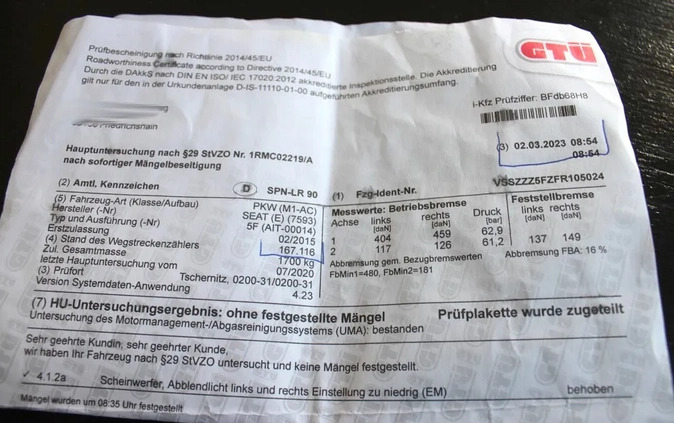 GTÜ
Prüfbescheinigung nach Richtlinie 2014/45/EU
Roadworthiness Certificate according to Directive 2014/45/EU
Durch die DAkkS nach DIN EN ISO/ IEC 17020:2012 akkreditierte Inspektionsstelle. Die Akkreditierung
gilt nur für den in der Urkundenanlage D-IS-11110-01-00 aufgeführten Akkreditierungsumfang.
i-Kfz Prüfziffer: BFdb68H8
Friedrichshain
(3) 02.03.2023 08:54
08:54
Hauptuntersuchung nach §29 StVZO Nr. 1RMC02219/A
nach sofortiger Mängelbeseitigung
(2) Amtl. Kennzeichen D SPN-LR 90 (1) Fzg-Ident-Nr. VSSZZZ5FZFR105024
(5) Fahrzeug-Art (Klasse/Aufbau) PKW (M1-AC)
Hersteller (-Nr) SEAT (E) (7593)
Typ und Ausführung (-Nr) 5F (AIT-00014)
Erstzulassung 02/2015
(4) Stand des Wegstreckenzählers 167.116
Zul. Gesamtmasse 1700 kg
letzte Hauptuntersuchung vom 07/2020
(3) Prüfort Tschernitz, 0200-31/0200-31
Version Systemdaten-Anwendung 4.23
Messwerte: Betriebsbremse Feststellbremse
Achse links rechts Druck links rechts
[daN] [daN] [bar] [daN] [daN]
1 404 459 62,9
2 117 126 61,2 137 149
Abbremsung gem. Bezugbremswerten Abbremsung FBA: 16 %
FbMin1=480, FbMin2=181
(7) HU-Untersuchungsergebnis: ohne festgestellte Mängel Prüfplakette wurde zugeteilt
Untersuchung des Motormanagement-/Abgasreinigungssystems (UMA): bestanden
Sehr geehrte Kundin, sehr geehrter Kunde,
wir haben Ihr Fahrzeug nach §29 StVZO untersucht und keine Mängel festgestellt.
✓ 4.1.2a Scheinwerfer, Abblendlicht links und rechts Einstellung zu niedrig (EM) behoben
Mängel wurden um 08:35 Uhr festgestellt